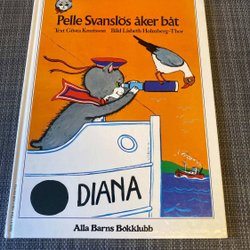 Pelle Svanslös åker båt
Text Gösta Knutsson Bild Lisbeth Holmberg-Thor
DIANA
Alla Barns Bokklubb